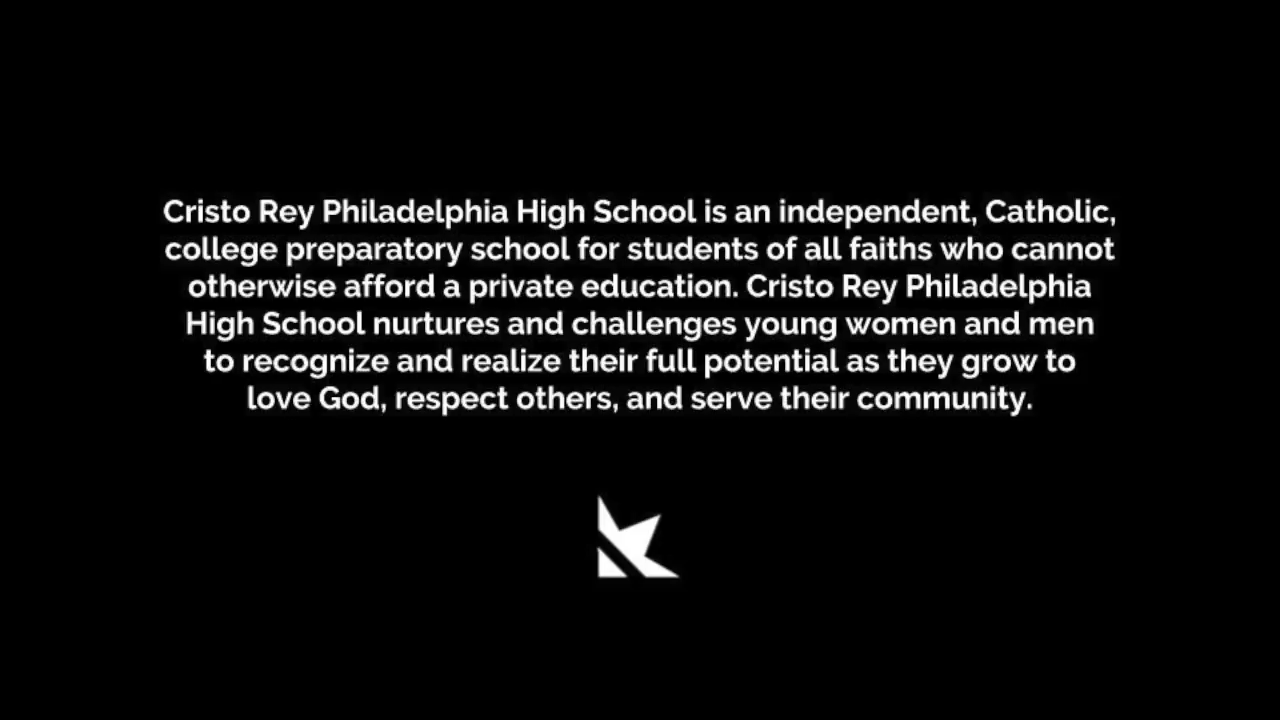 Cristo Rey Philadelphia High School is an independent, Catholic,
college preparatory school for students of all faiths who cannot
otherwise afford a private education. Cristo Rey Philadelphia
High School nurtures and challenges young women and men
to recognize and realize their full potential as they grow to
love God, respect others, and serve their community.